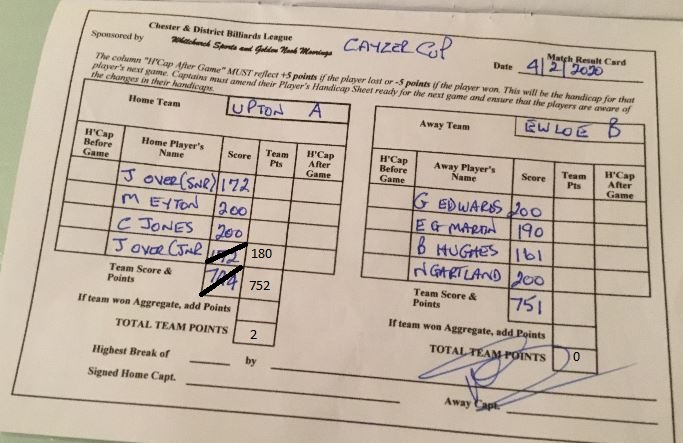 Chester & District Billiards League
Sponsored by Whitchurch Sports and Golden Nook Moorings
CAYZER CUP
Match Result Card
Date 4/2/2020
The column "H'Cap After Game" MUST reflect +5 points if the player lost or -5 points if the player won. This will be the handicap for that
player's next game. Captains must amend their Player's Handicap Sheet ready for the next game and ensure that the players are aware of
the changes in their handicaps.
Home Team UPTON A
H'Cap Before Game Home Player's Name Score Team Pts H'Cap After Game
J OVER (SNR) 172
M EYTON 200
C JONES 200
J OVER (JNR 180
Team Score & Points 752
If team won Aggregate, add Points
TOTAL TEAM POINTS 2
Highest Break of by
Signed Home Capt.
Away Team EWLOE B
H'Cap Before Game Away Player's Name Score Team Pts H'Cap After Game
G EDWARDS 200
E G MARTIN 190
B HUGHES 161
N GARTLAND 200
Team Score & Points 751
If team won Aggregate, add Points
TOTAL TEAM POINTS 0
Away Capt.